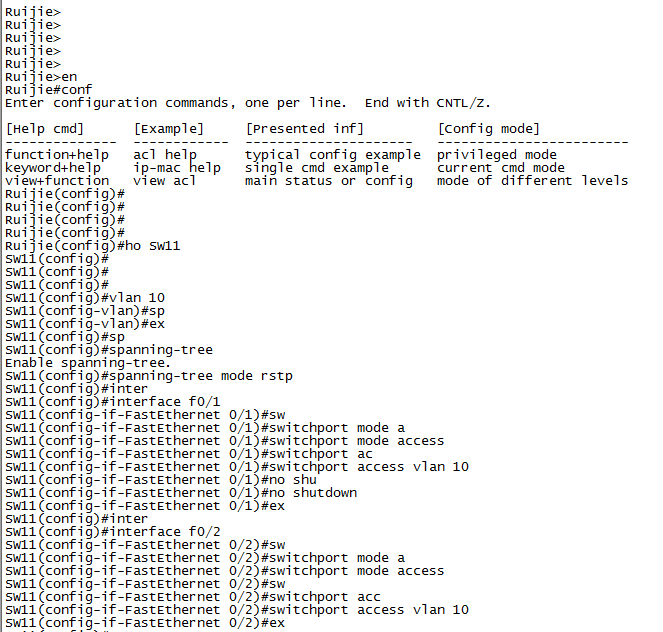 Ruijie>
Ruijie>
Ruijie>
Ruijie>
Ruijie>
Ruijie>en
Ruijie#conf
Enter configuration commands, one per line.  End with CNTL/Z.
[Help cmd]      [Example]     [Presented inf]         [Config mode]
--------------  ------------  ---------------------  ------------------------
function+help   acl help      typical config example  privileged mode
keyword+help    ip-mac help   single cmd example      current cmd mode
view+function   view acl      main status or config   mode of different levels
Ruijie(config)#
Ruijie(config)#
Ruijie(config)#
Ruijie(config)#
Ruijie(config)#ho SW11
SW11(config)#
SW11(config)#
SW11(config)#
SW11(config)#vlan 10
SW11(config-vlan)#sp
SW11(config-vlan)#ex
SW11(config)#sp
SW11(config)#spanning-tree
Enable spanning-tree.
SW11(config)#spanning-tree mode rstp
SW11(config)#inter
SW11(config)#interface f0/1
SW11(config-if-FastEthernet 0/1)#sw
SW11(config-if-FastEthernet 0/1)#switchport mode a
SW11(config-if-FastEthernet 0/1)#switchport mode access
SW11(config-if-FastEthernet 0/1)#switchport ac
SW11(config-if-FastEthernet 0/1)#switchport access vlan 10
SW11(config-if-FastEthernet 0/1)#no shu
SW11(config-if-FastEthernet 0/1)#no shutdown
SW11(config-if-FastEthernet 0/1)#ex
SW11(config)#inter
SW11(config)#interface f0/2
SW11(config-if-FastEthernet 0/2)#sw
SW11(config-if-FastEthernet 0/2)#switchport mode a
SW11(config-if-FastEthernet 0/2)#switchport mode access
SW11(config-if-FastEthernet 0/2)#sw
SW11(config-if-FastEthernet 0/2)#switchport acc
SW11(config-if-FastEthernet 0/2)#switchport access vlan 10
SW11(config-if-FastEthernet 0/2)#ex